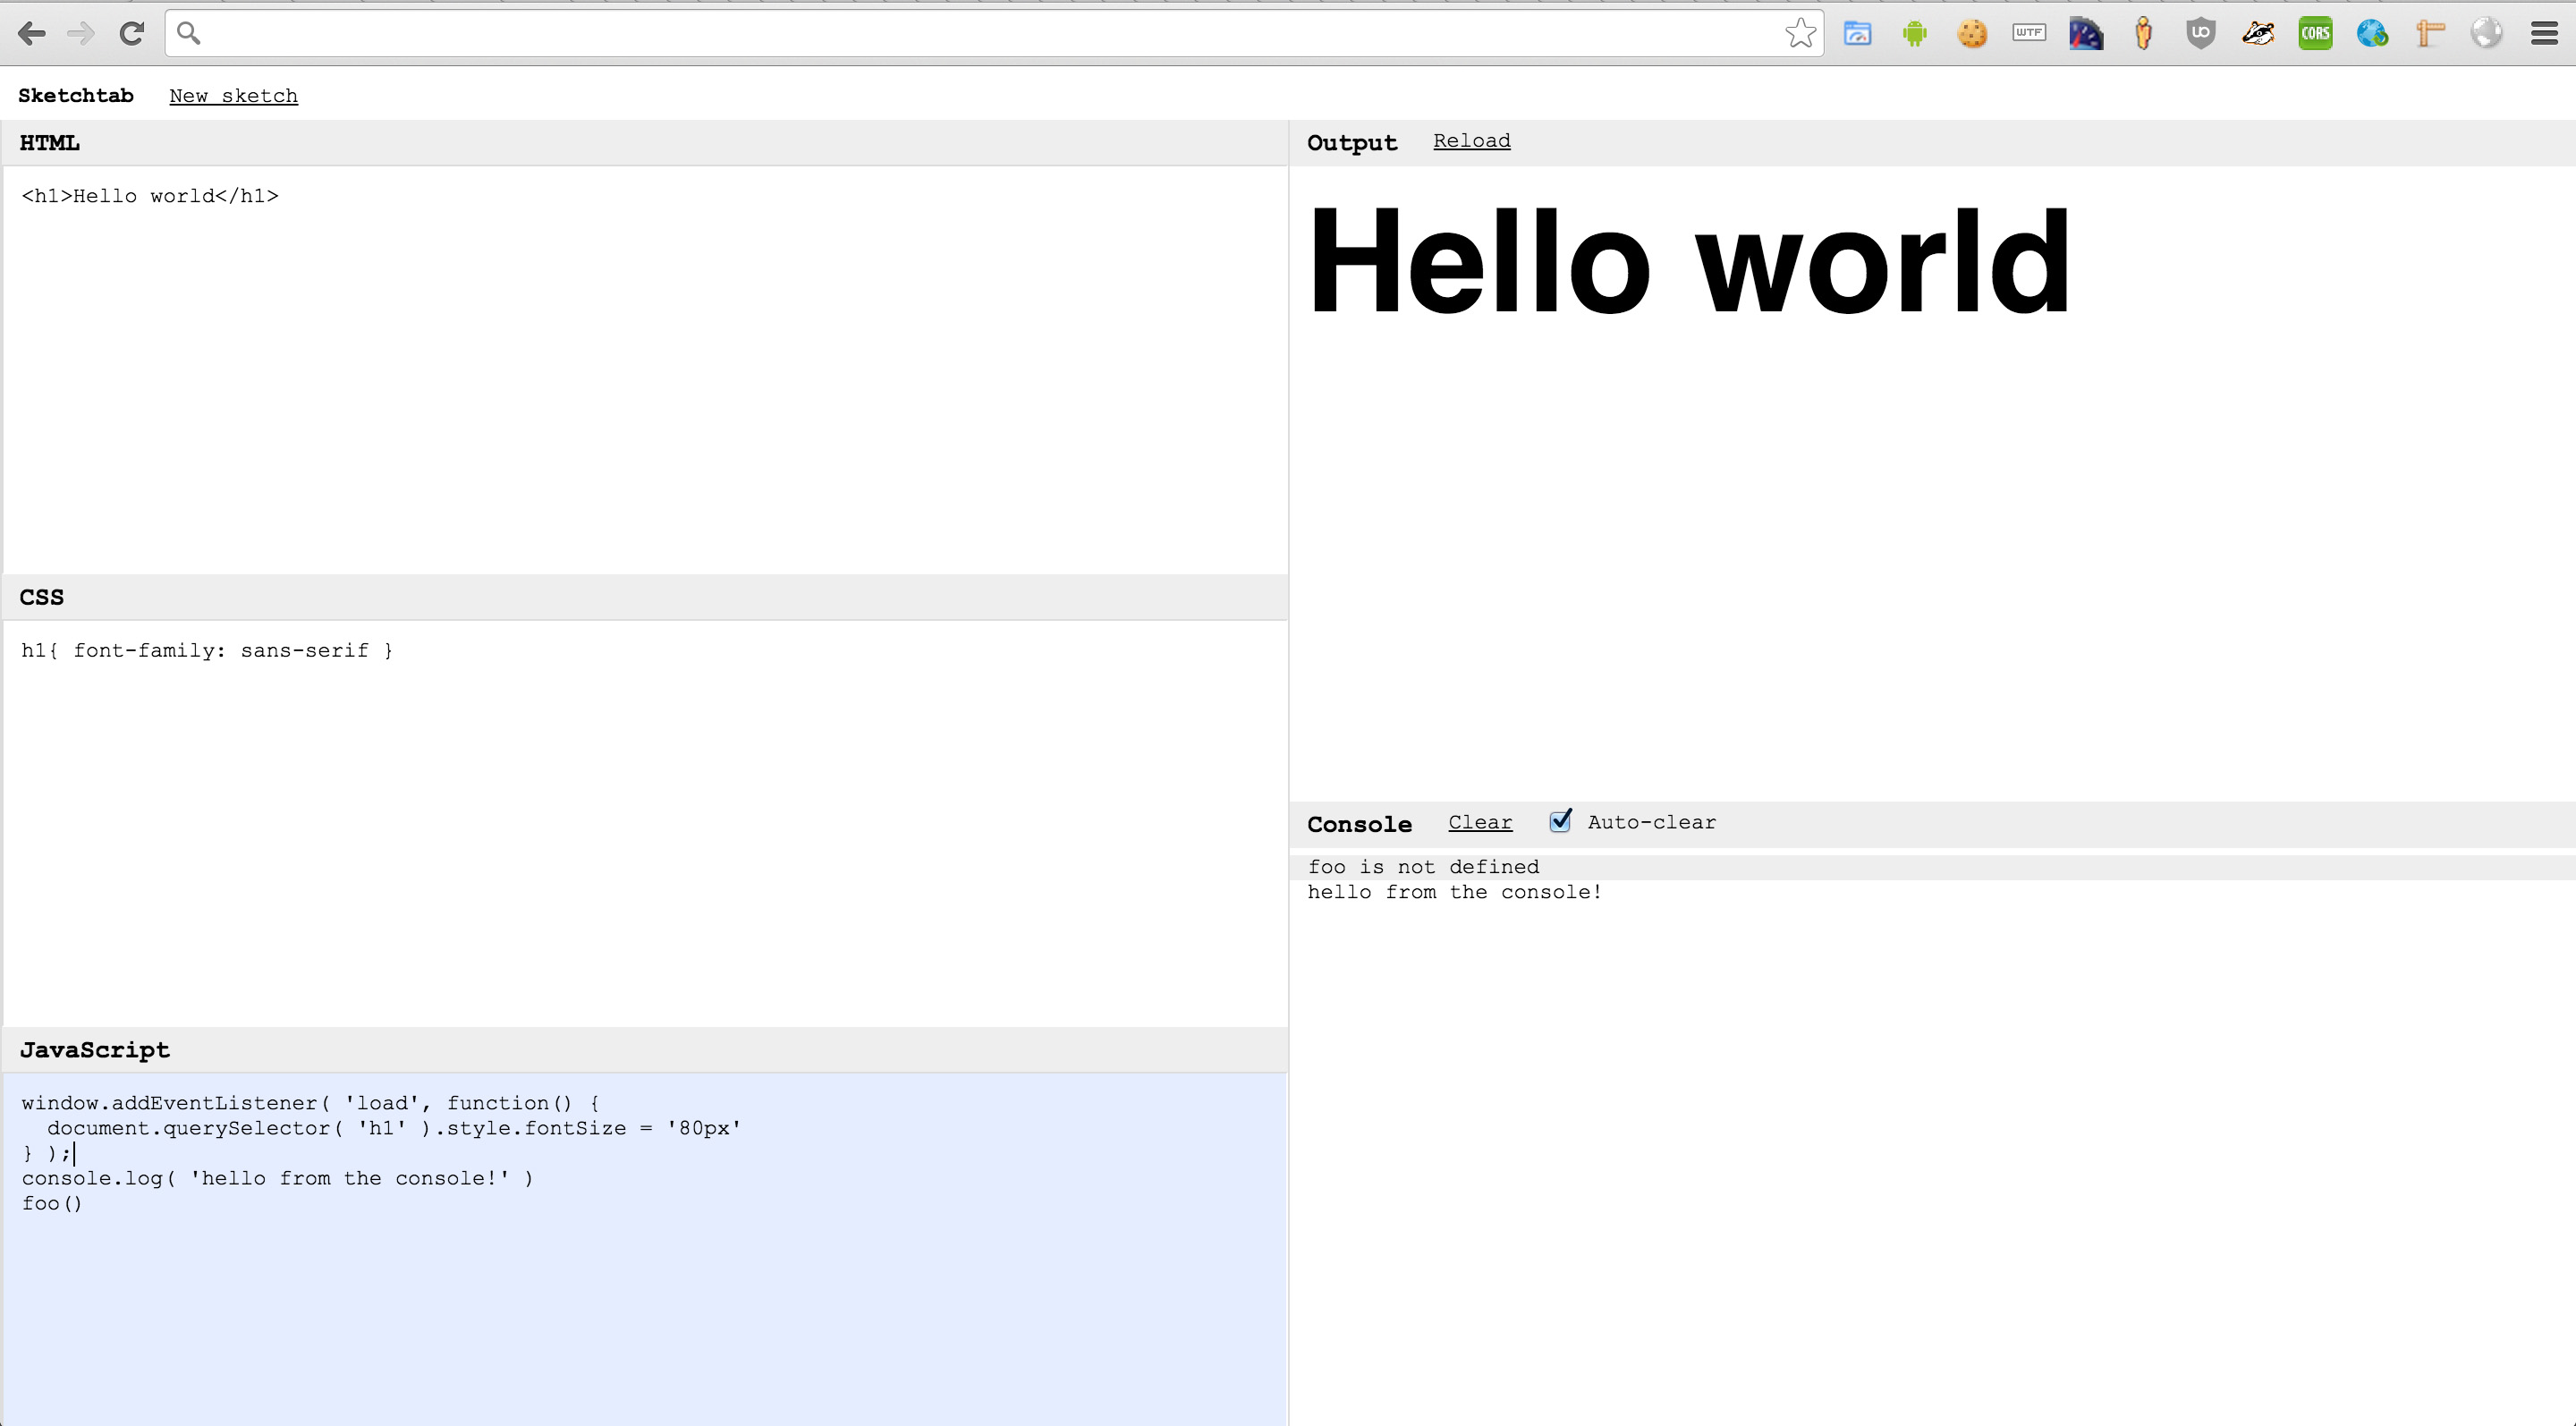 WTF
UO
CORS
Sketchtab New sketch
HTML
<h1>Hello world</h1>
CSS
h1{ font-family: sans-serif }
JavaScript
window.addEventListener( 'load', function() {
  document.querySelector( 'h1' ).style.fontSize = '80px'
} );
console.log( 'hello from the console!' )
foo()
Output Reload
Hello world
Console Clear Auto-clear
foo is not defined
hello from the console!